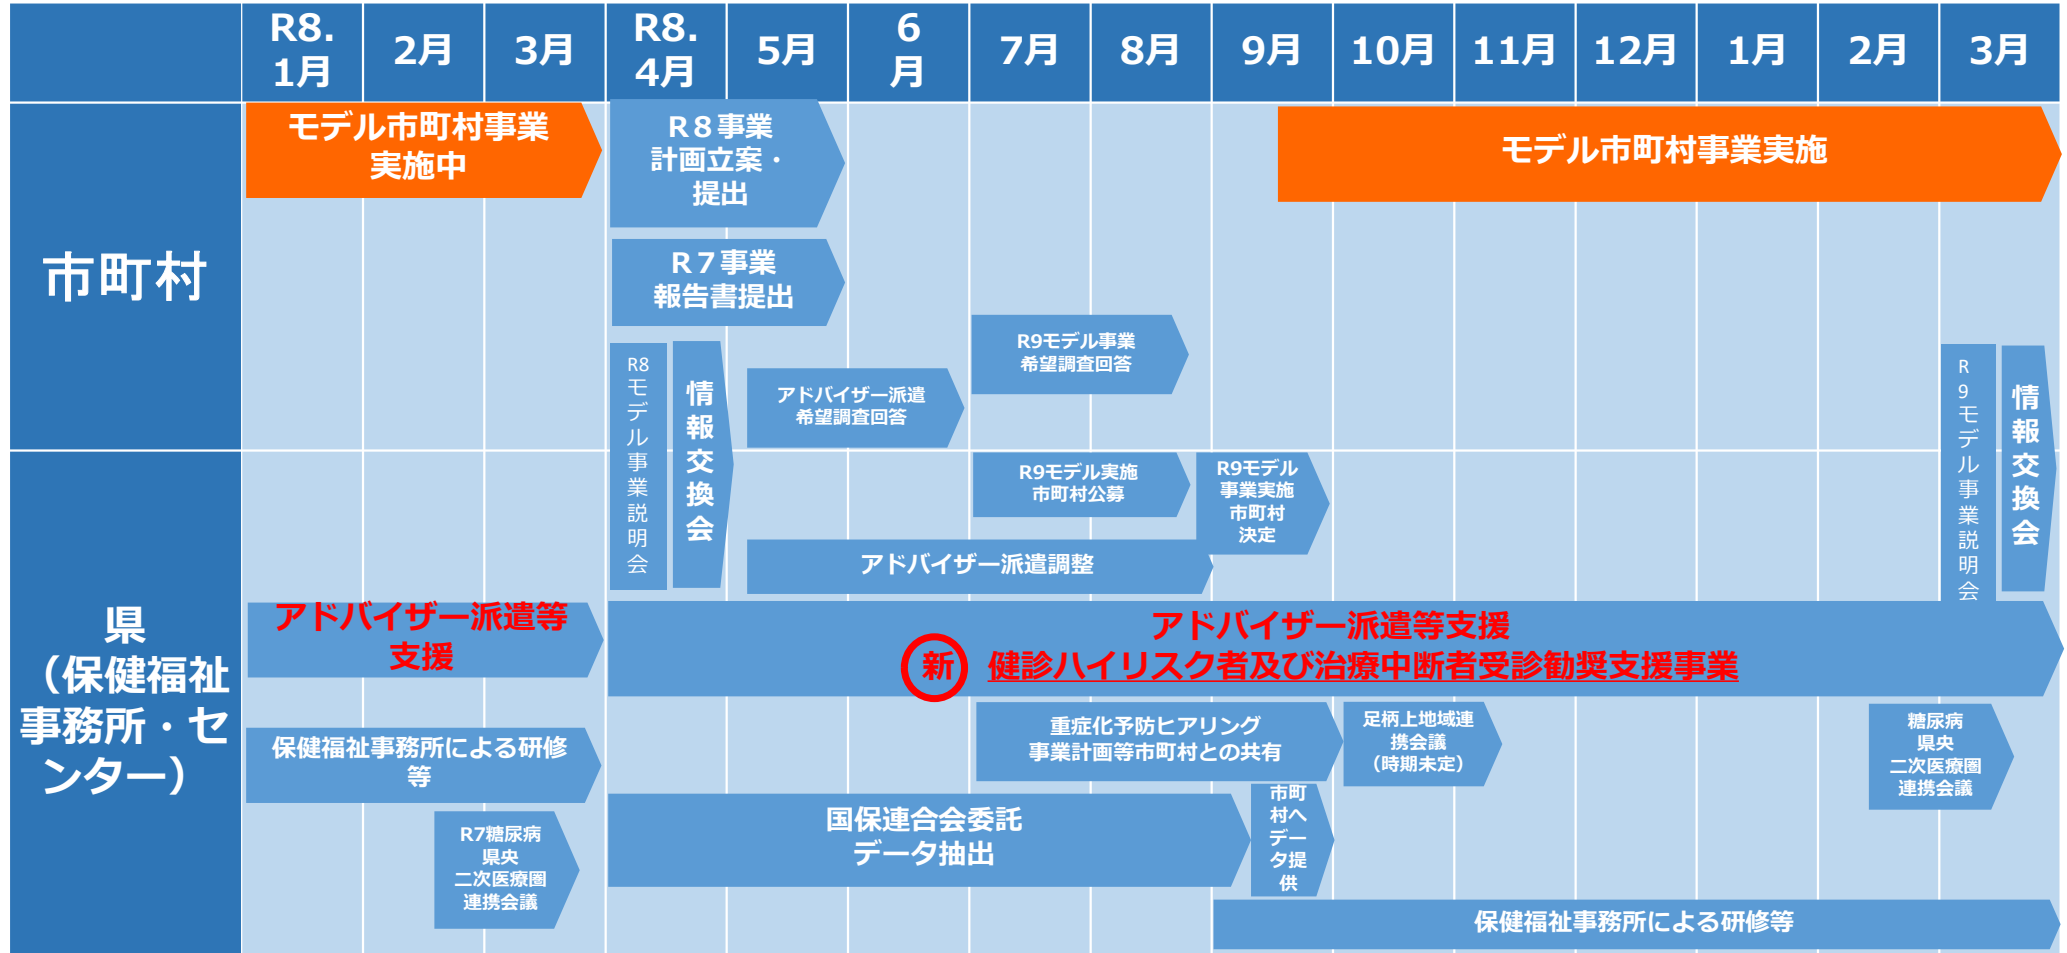 R8.
1月
2月
3月
R8.
4月
5月
6
月
7月
8月
9月
10月
11月
12月
1月
2月
3月
市町村
モデル市町村事業
実施中
R8事業
計画立案・
提出
モデル市町村事業実施
R7事業
報告書提出
R9モデル事業
希望調査回答
アドバイザー派遣
希望調査回答
R8
モデル事業説明会
情報交換会
R
9
モデル事業説明会
情報交換会
県
（保健福祉
事務所・セ
ンター）
R9モデル実施
市町村公募
R9モデル
事業実施
市町村
決定
アドバイザー派遣調整
アドバイザー派遣等
支援
アドバイザー派遣等支援
新
健診ハイリスク者及び治療中断者受診勧奨支援事業
保健福祉事務所による研修
等
重症化予防ヒアリング
事業計画等市町村との共有
足柄上地域連
携会議
（時期未定）
糖尿病
県央
二次医療圏
連携会議
R7糖尿病
県央
二次医療圏
連携会議
国保連合会委託
データ抽出
市町
村へ
デー
タ提
供
保健福祉事務所による研修等